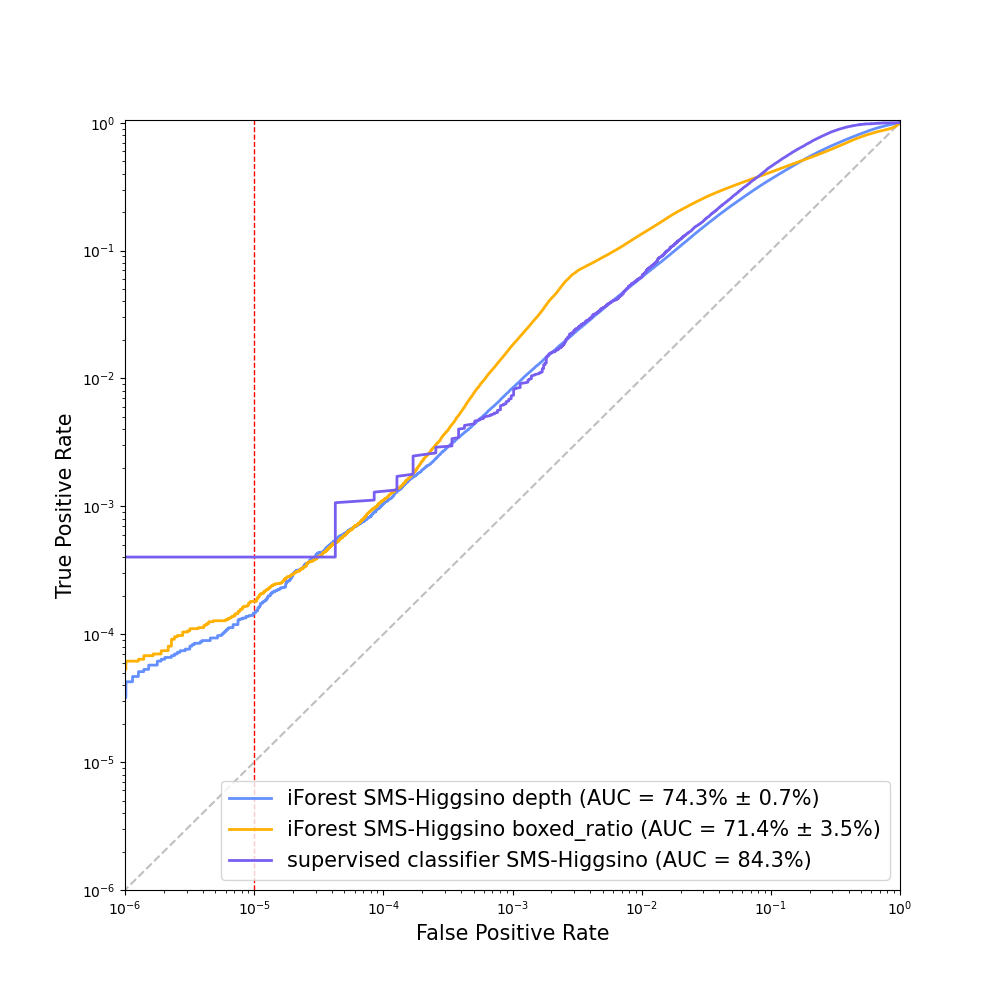 10⁰
10⁻¹
10⁻²
10⁻³
10⁻⁴
10⁻⁵
10⁻⁶
True Positive Rate
iForest SMS-Higgsino depth (AUC = 74.3% ± 0.7%)
iForest SMS-Higgsino boxed_ratio (AUC = 71.4% ± 3.5%)
supervised classifier SMS-Higgsino (AUC = 84.3%)
10⁻⁶ 10⁻⁵ 10⁻⁴ 10⁻³ 10⁻² 10⁻¹ 10⁰
False Positive Rate